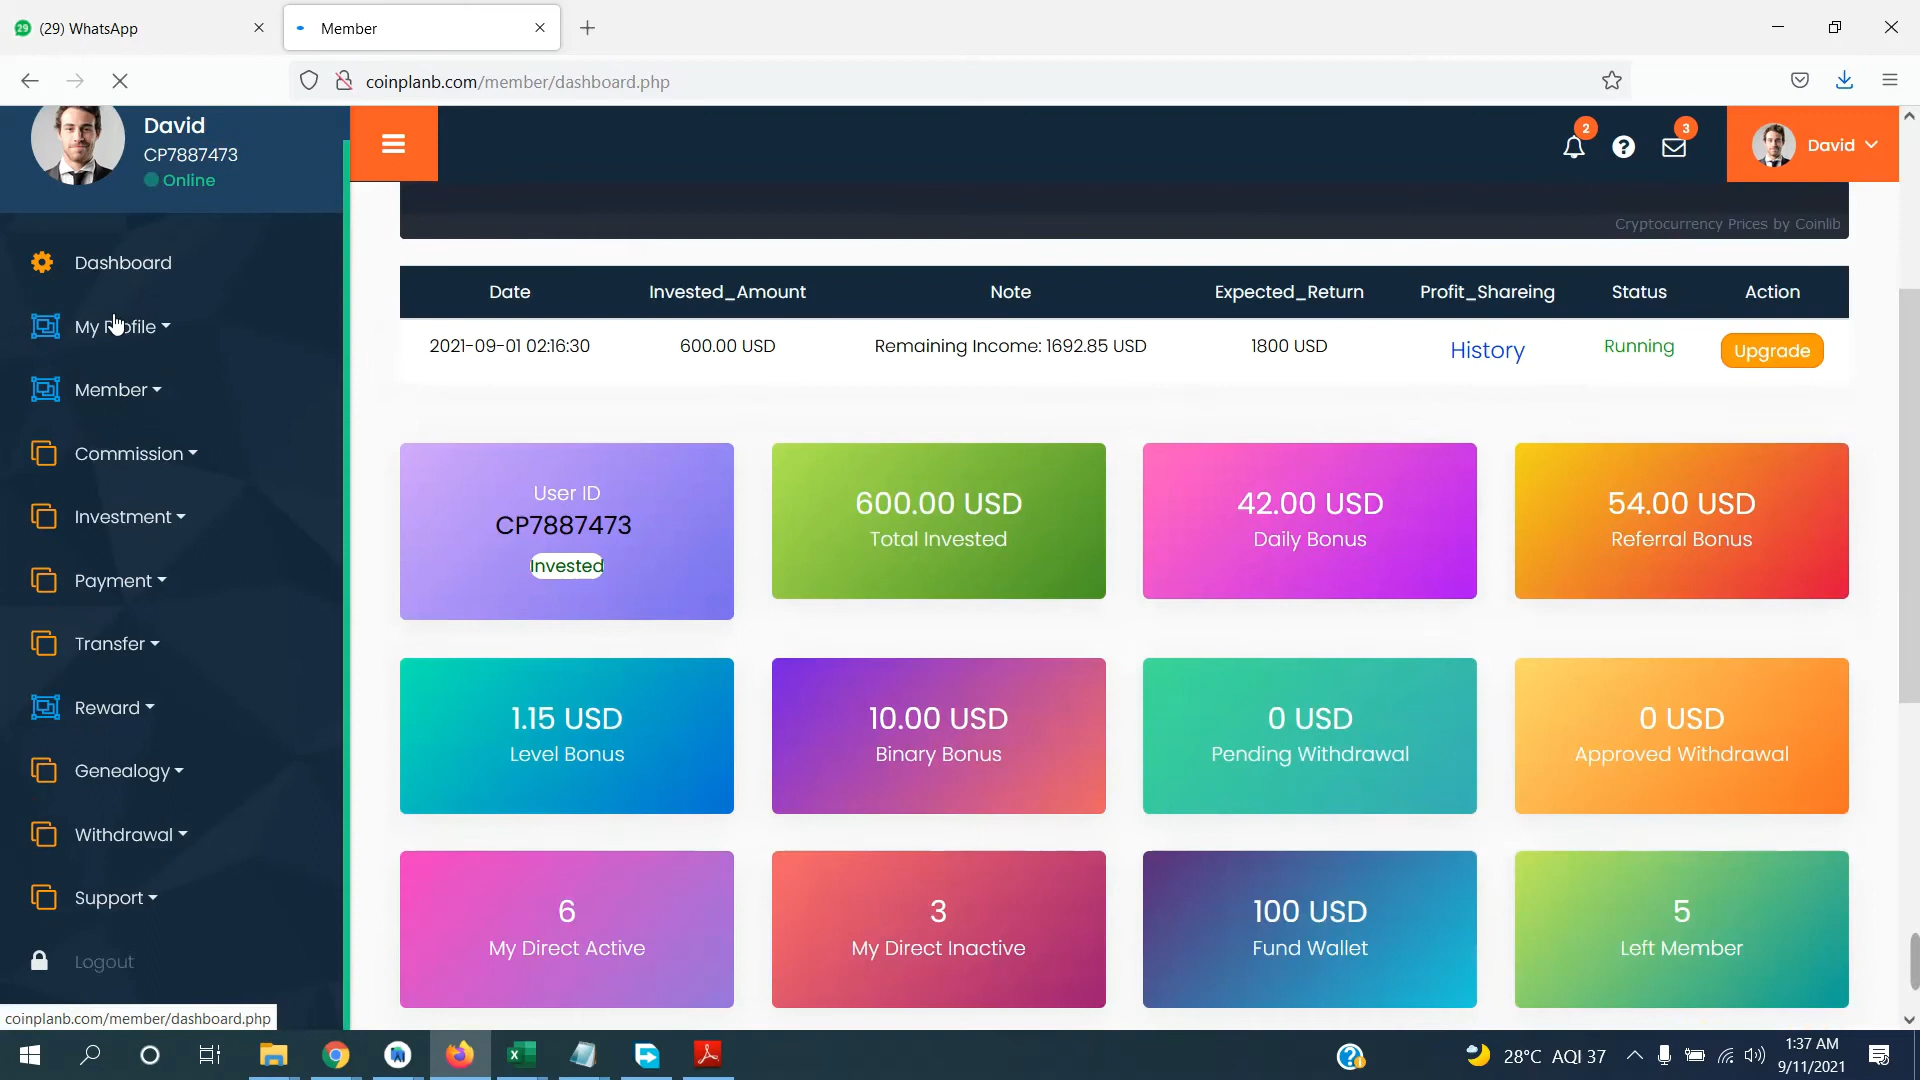 29 (29) WhatsApp
Member
coinplanb.com/member/dashboard.php
David
CP7887473
Online
2
3
David
Dashboard
My Profile
Member
Commission
Investment
Payment
Transfer
Reward
Genealogy
Withdrawal
Support
Logout
Cryptocurrency Prices by Coinlib
Date Invested_Amount Note Expected_Return Profit_Shareing Status Action
2021-09-01 02:16:30 600.00 USD Remaining Income: 1692.85 USD 1800 USD History Running Upgrade
User ID
CP7887473
Invested
600.00 USD
Total Invested
42.00 USD
Daily Bonus
54.00 USD
Referral Bonus
1.15 USD
Level Bonus
10.00 USD
Binary Bonus
0 USD
Pending Withdrawal
0 USD
Approved Withdrawal
6
My Direct Active
3
My Direct Inactive
100 USD
Fund Wallet
5
Left Member
coinplanb.com/member/dashboard.php
28°C AQI 37
1:37 AM
9/11/2021